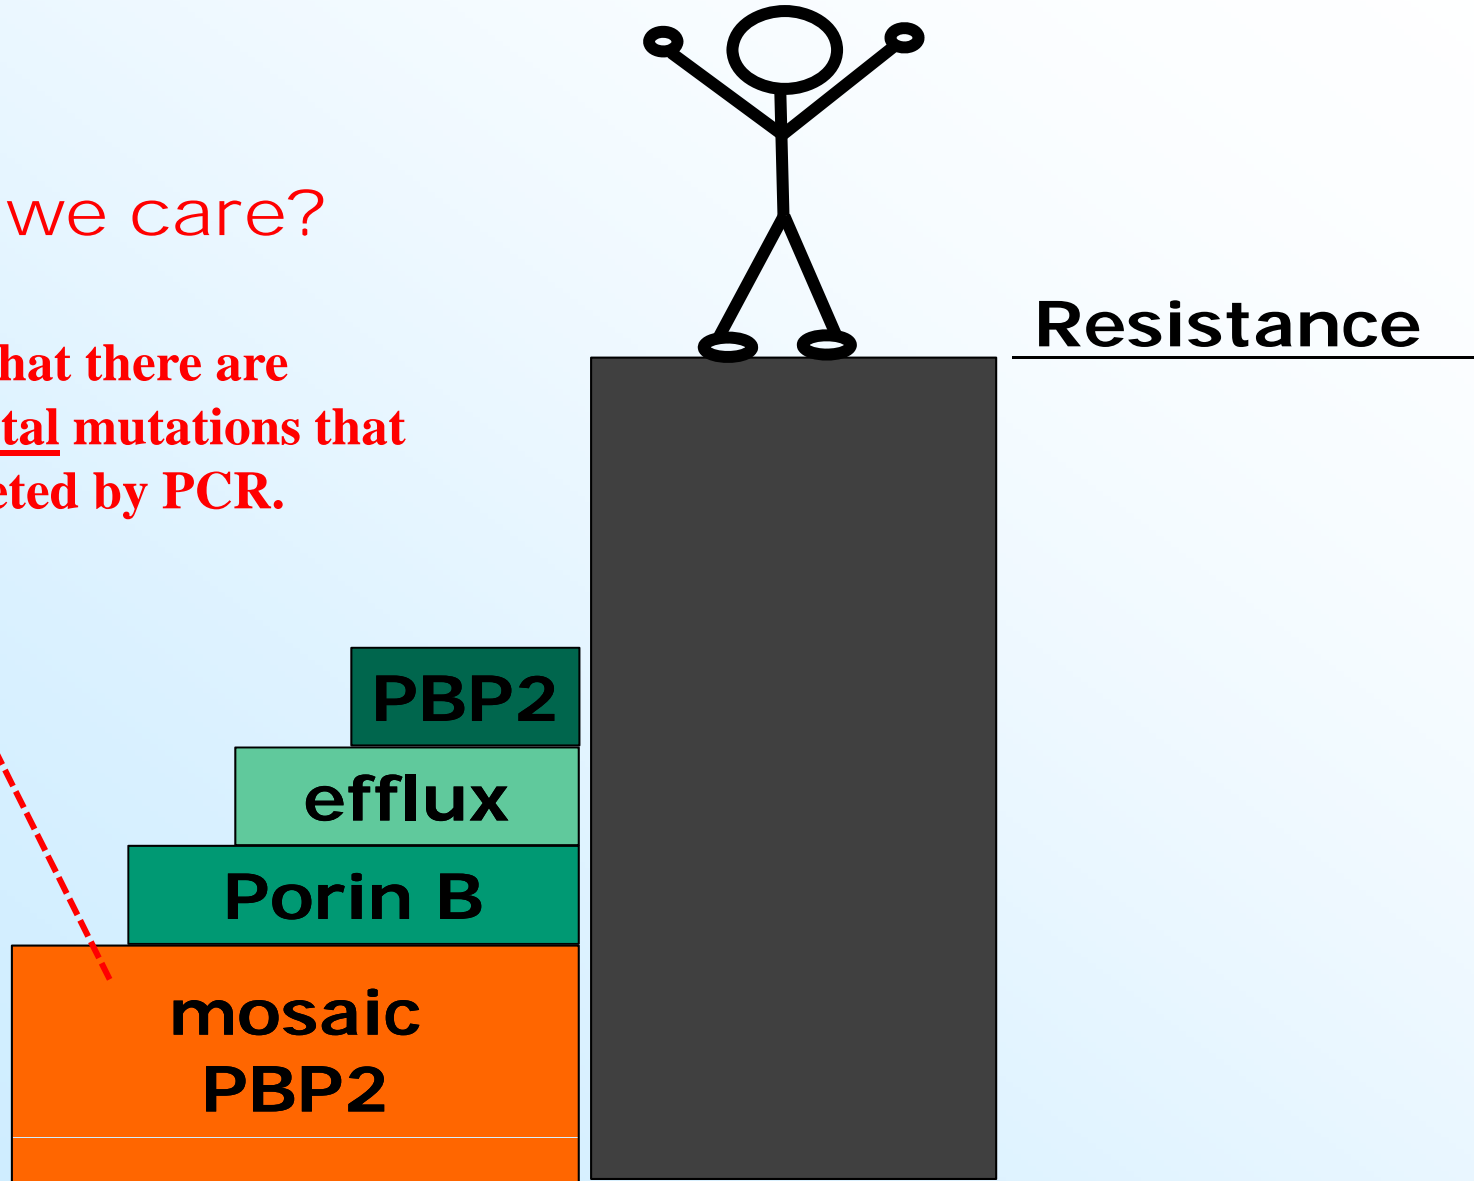 we care?
Resistance
hat there are
tal mutations that
eted by PCR.
PBP2
efflux
Porin B
mosaic
PBP2